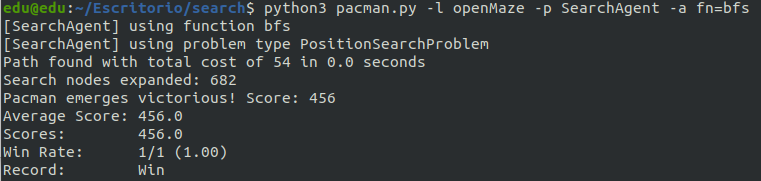 edu@edu:~/Escritorio/search$ python3 pacman.py -l openMaze -p SearchAgent -a fn=bfs
[SearchAgent] using function bfs
[SearchAgent] using problem type PositionSearchProblem
Path found with total cost of 54 in 0.0 seconds
Search nodes expanded: 682
Pacman emerges victorious! Score: 456
Average Score: 456.0
Scores:        456.0
Win Rate:      1/1 (1.00)
Record:        Win